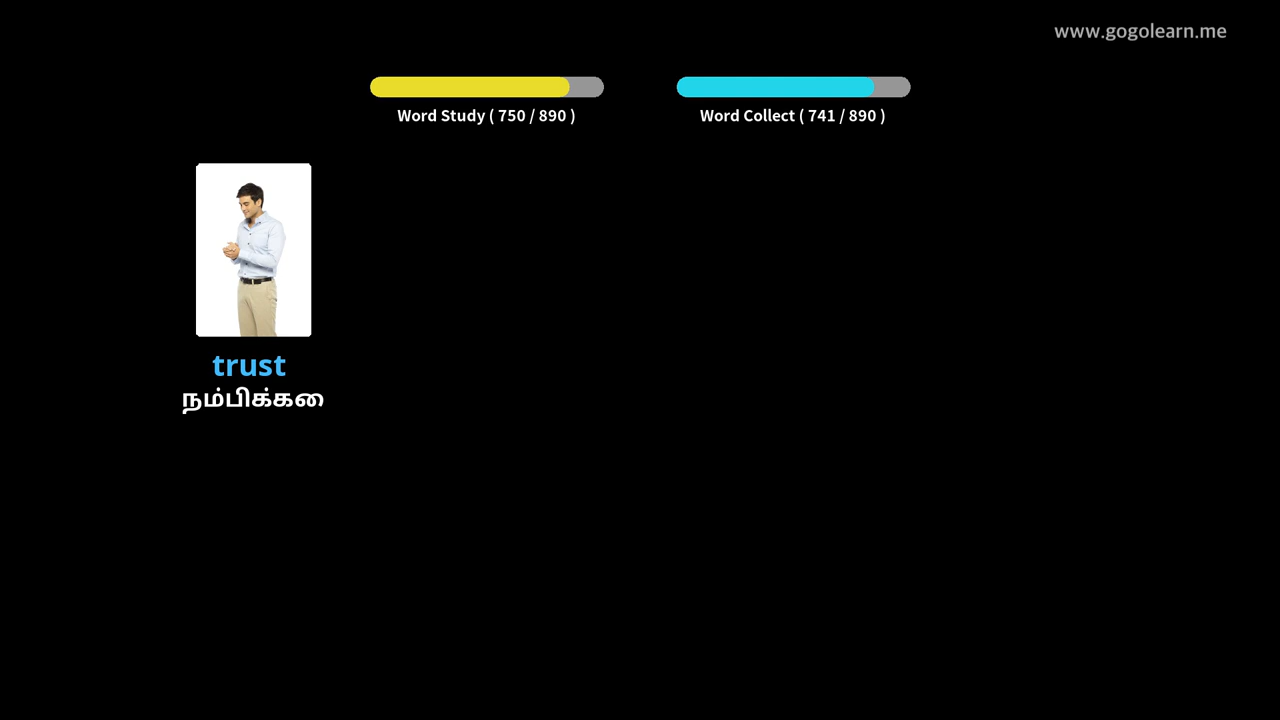 www.gogolearn.me
Word Study ( 750 / 890 )
Word Collect ( 741 / 890 )
trust
நம்பிக்கை